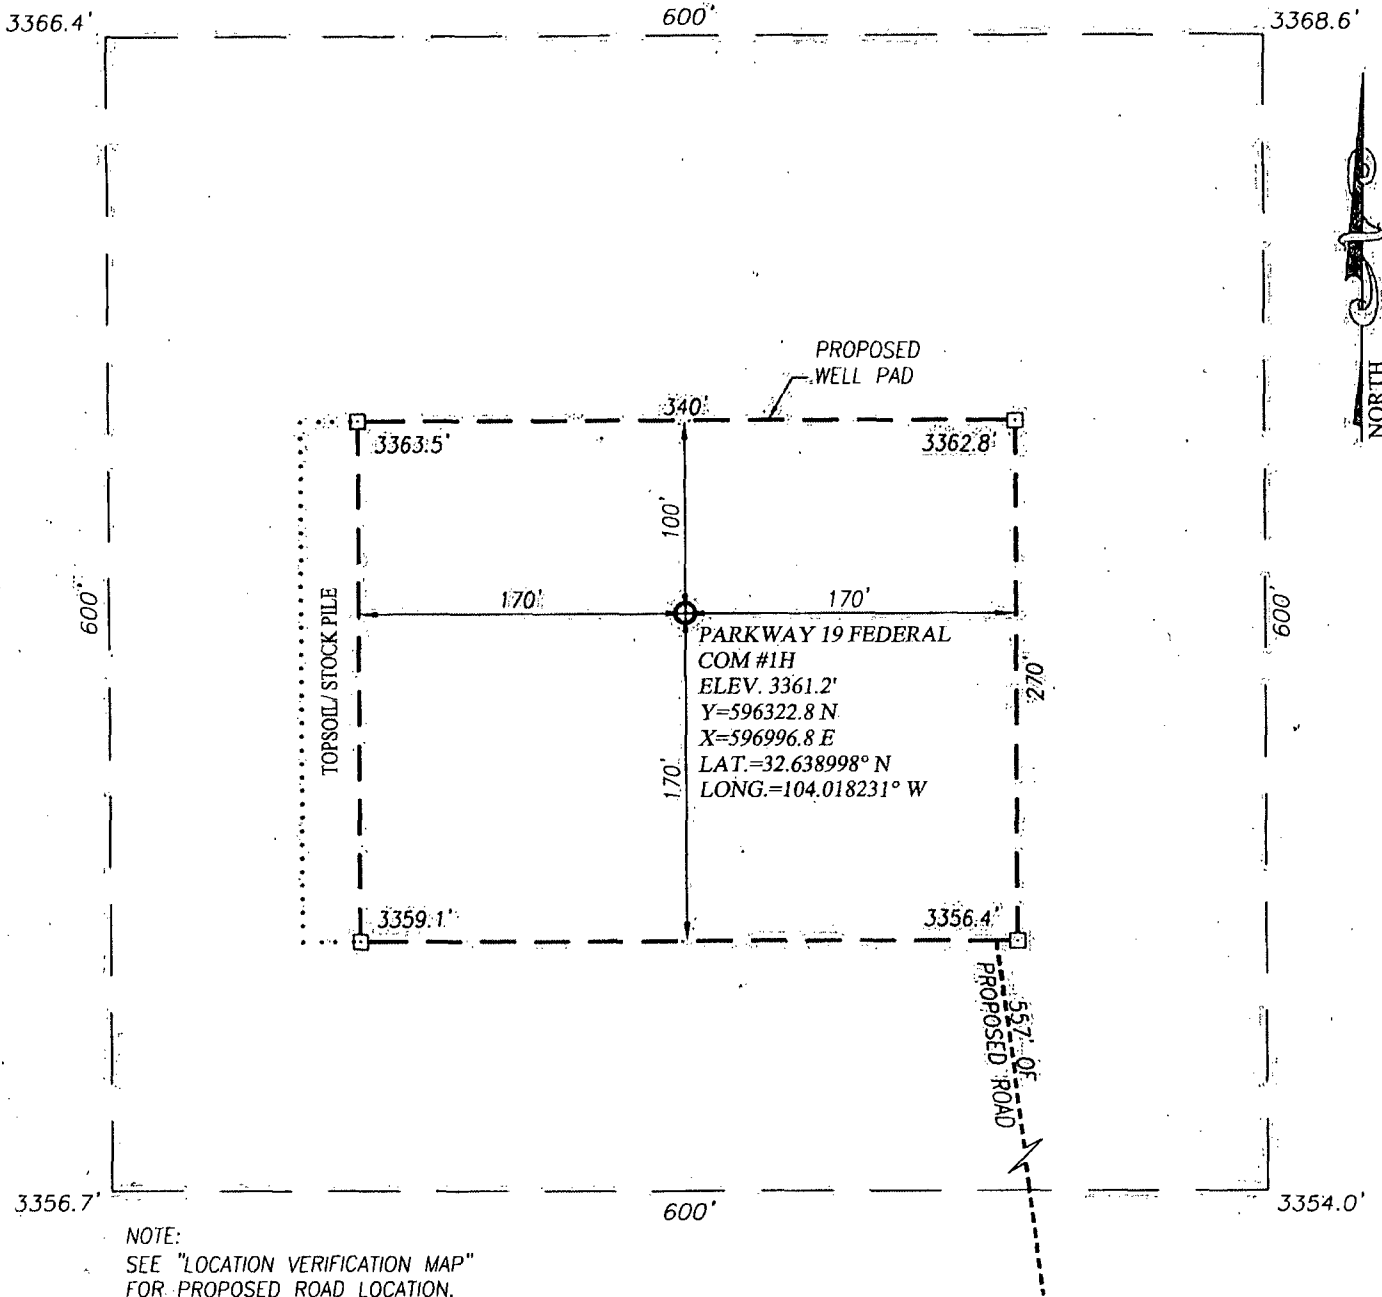 3366.4'
600'
3368.6'
NORTH
PROPOSED
WELL PAD
340'
3363.5'
3362.8'
100'
600'
TOPSOIL/ STOCK PILE
170'
170'
600'
PARKWAY 19 FEDERAL
COM #1H
ELEV. 3361.2'
Y=596322.8 N
X=596996.8 E
LAT.=32.638998° N
LONG.=104.018231° W
270'
170'
3359.1'
3356.4'
557' OF
PROPOSED ROAD
3356.7'
600'
3354.0'
NOTE:
SEE "LOCATION VERIFICATION MAP"
FOR PROPOSED ROAD LOCATION.